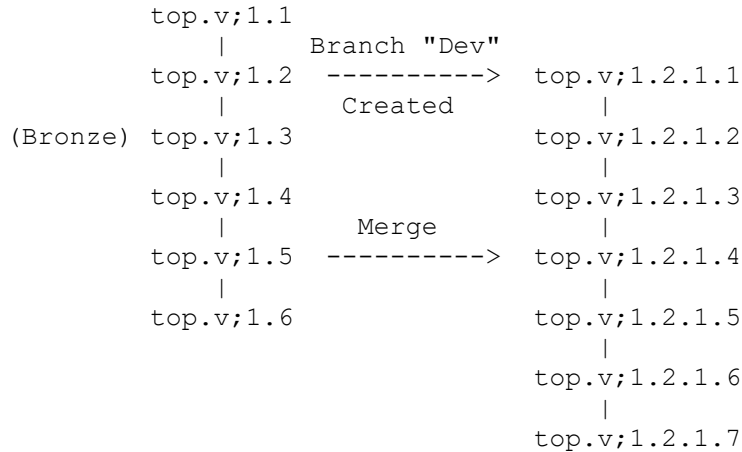 top.v;1.1
| Branch "Dev"
top.v;1.2 ----------> top.v;1.2.1.1
| Created |
(Bronze) top.v;1.3 top.v;1.2.1.2
| |
top.v;1.4 top.v;1.2.1.3
| Merge |
top.v;1.5 ----------> top.v;1.2.1.4
| |
top.v;1.6 top.v;1.2.1.5
|
top.v;1.2.1.6
|
top.v;1.2.1.7